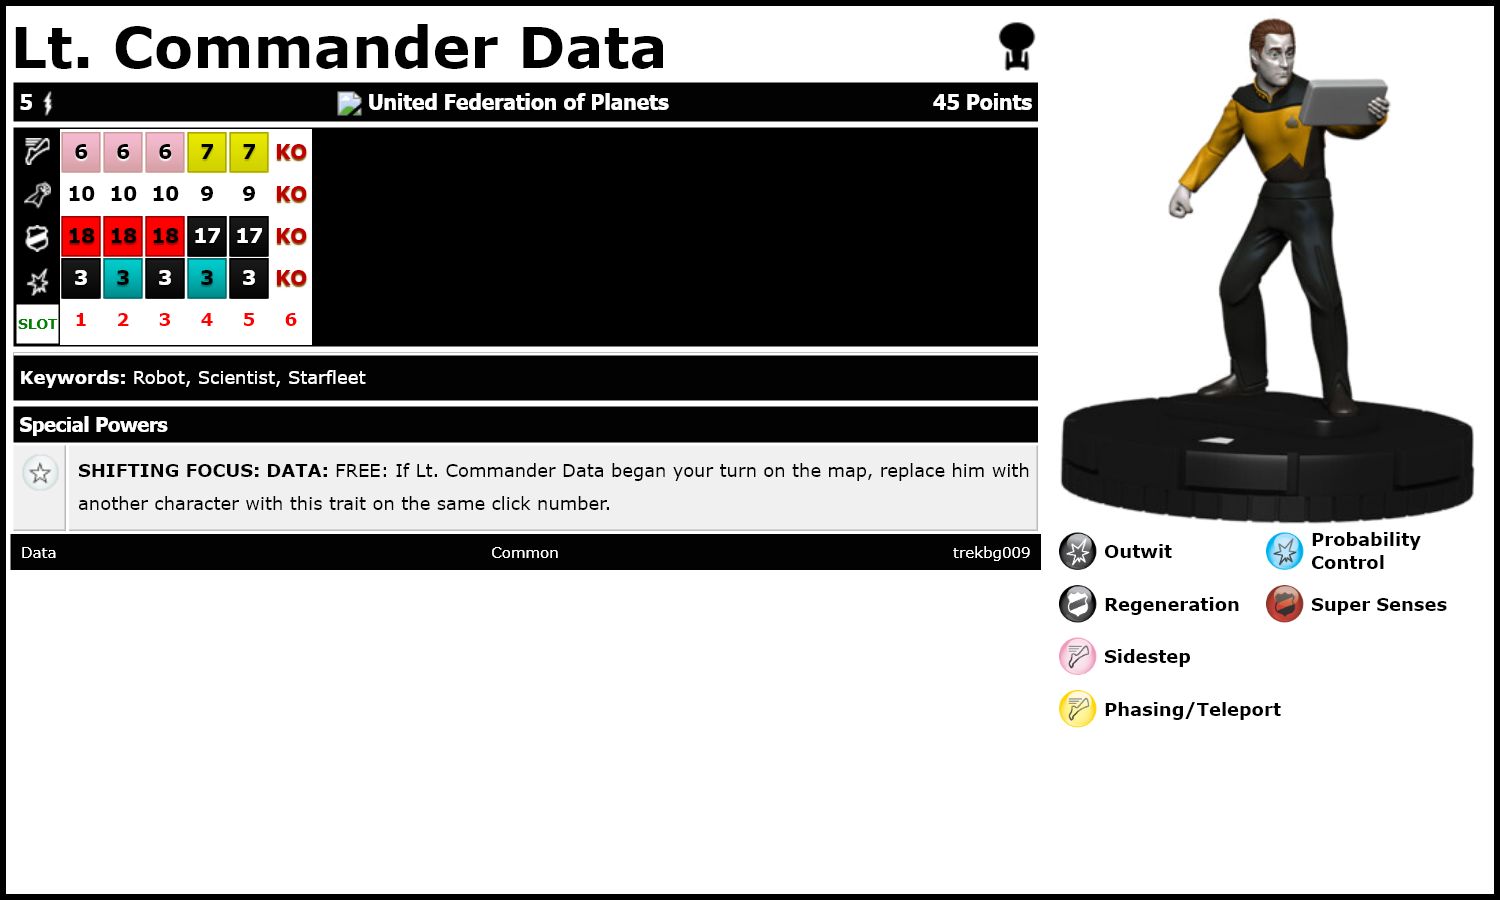 Lt. Commander Data
5 United Federation of Planets 45 Points
6 6 6 7 7 KO
10 10 10 9 9 KO
18 18 18 17 17 KO
3 3 3 3 3 KO
SLOT 1 2 3 4 5 6
Keywords: Robot, Scientist, Starfleet
Special Powers
SHIFTING FOCUS: DATA: FREE: If Lt. Commander Data began your turn on the map, replace him with
another character with this trait on the same click number.
Data Common trekbg009
Outwit
Probability
Control
Regeneration
Super Senses
Sidestep
Phasing/Teleport